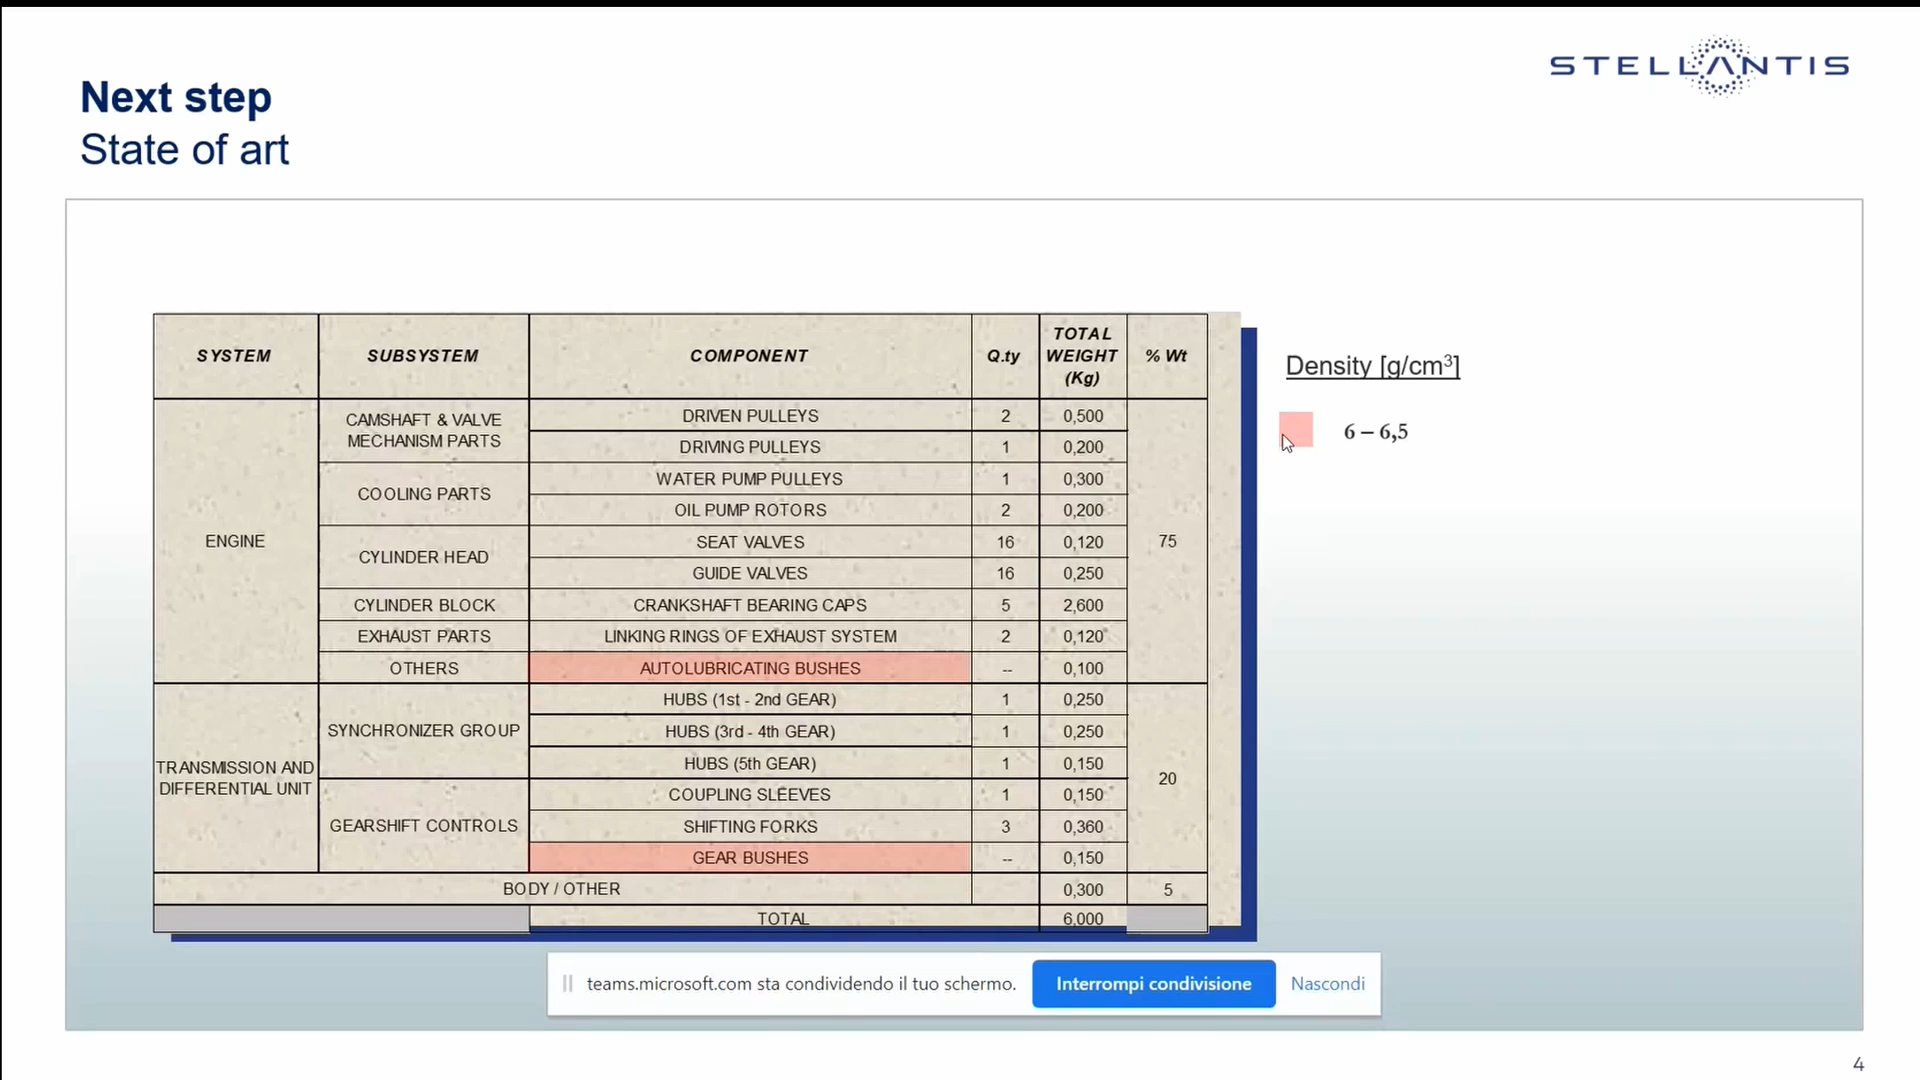 STELLANTIS
Next step
State of art
SYSTEM SUBSYSTEM COMPONENT Q.ty TOTAL WEIGHT (Kg) % Wt
ENGINE CAMSHAFT & VALVE MECHANISM PARTS DRIVEN PULLEYS 2 0,500 75
DRIVING PULLEYS 1 0,200
COOLING PARTS WATER PUMP PULLEYS 1 0,300
OIL PUMP ROTORS 2 0,200
CYLINDER HEAD SEAT VALVES 16 0,120
GUIDE VALVES 16 0,250
CYLINDER BLOCK CRANKSHAFT BEARING CAPS 5 2,600
EXHAUST PARTS LINKING RINGS OF EXHAUST SYSTEM 2 0,120
OTHERS AUTOLUBRICATING BUSHES -- 0,100
TRANSMISSION AND DIFFERENTIAL UNIT SYNCHRONIZER GROUP HUBS (1st - 2nd GEAR) 1 0,250 20
HUBS (3rd - 4th GEAR) 1 0,250
HUBS (5th GEAR) 1 0,150
GEARSHIFT CONTROLS COUPLING SLEEVES 1 0,150
SHIFTING FORKS 3 0,360
GEAR BUSHES -- 0,150
BODY / OTHER 0,300 5
TOTAL 6,000
Density [g/cm³]
6 – 6,5
teams.microsoft.com sta condividendo il tuo schermo. Interrompi condivisione Nascondi
4